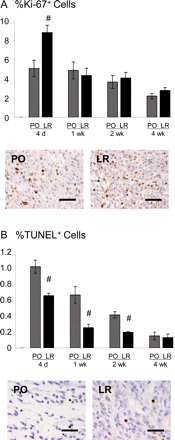 A
%Ki-67+ Cells
#
10%
8%
6%
4%
2%
0%
PO LR PO LR PO LR PO LR
4 d 1 wk 2 wk 4 wk
PO LR
B
%TUNEL+ Cells
1.2
1
0.8
0.6
0.4
0.2
0
#
#
#
PO LR PO LR PO LR PO LR
4 d 1 wk 2 wk 4 wk
PO LR